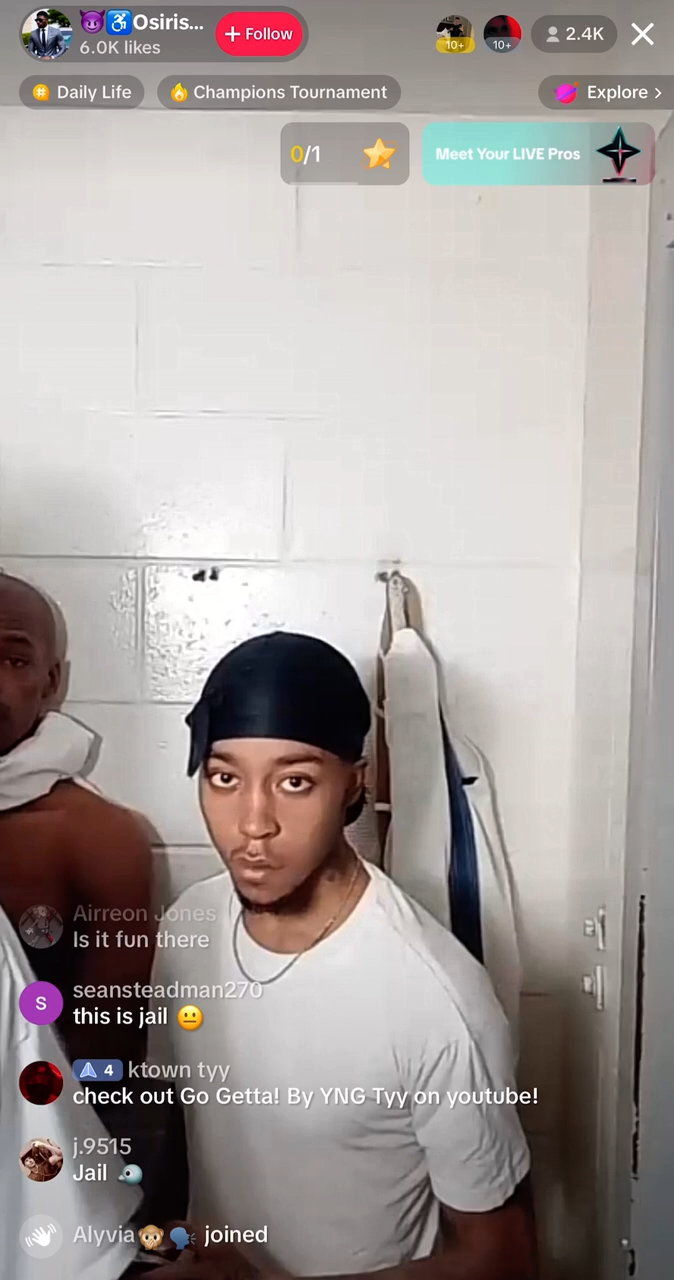 😈♿Osiris...
6.0K likes
+ Follow
10+
10+
2.4K
Daily Life
Champions Tournament
Explore >
0/1
Meet Your LIVE Pros
Airreon Jones
Is it fun there
S
seansteadman270
this is jail 😐
4 ktown tyy
check out Go Getta! By YNG Tyy on youtube!
j.9515
Jail 🐟
Alyvia🙊🗣️ joined